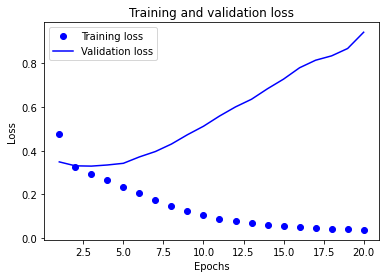 Training and validation loss
Training loss
Validation loss
Loss
0.8
0.6
0.4
0.2
0.0
2.5 5.0 7.5 10.0 12.5 15.0 17.5 20.0
Epochs